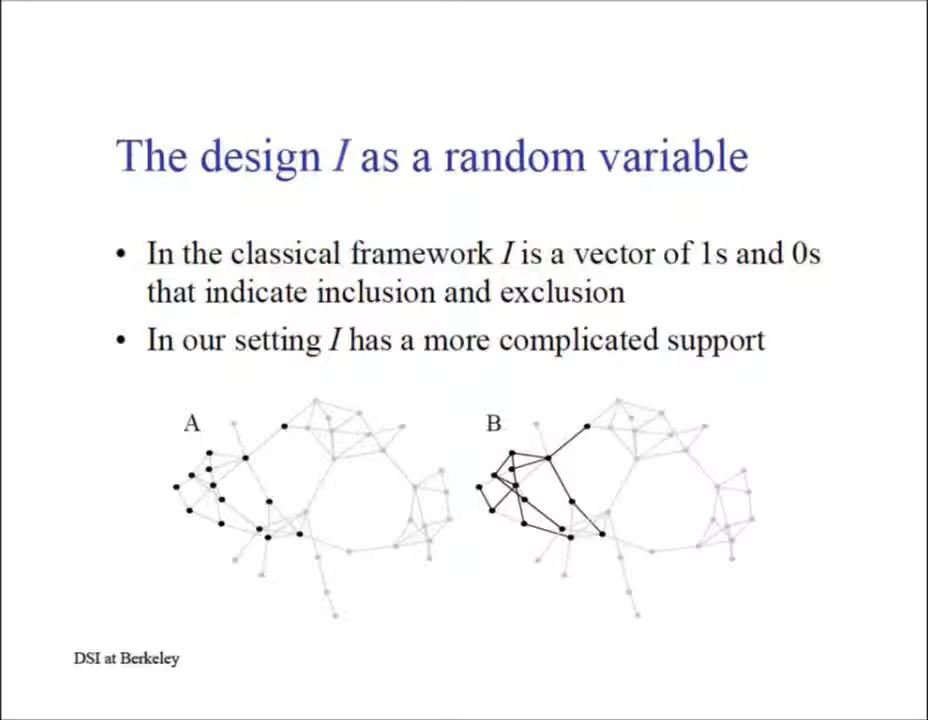 The design I as a random variable
• In the classical framework I is a vector of 1s and 0s
that indicate inclusion and exclusion
• In our setting I has a more complicated support
A
B
DSI at Berkeley